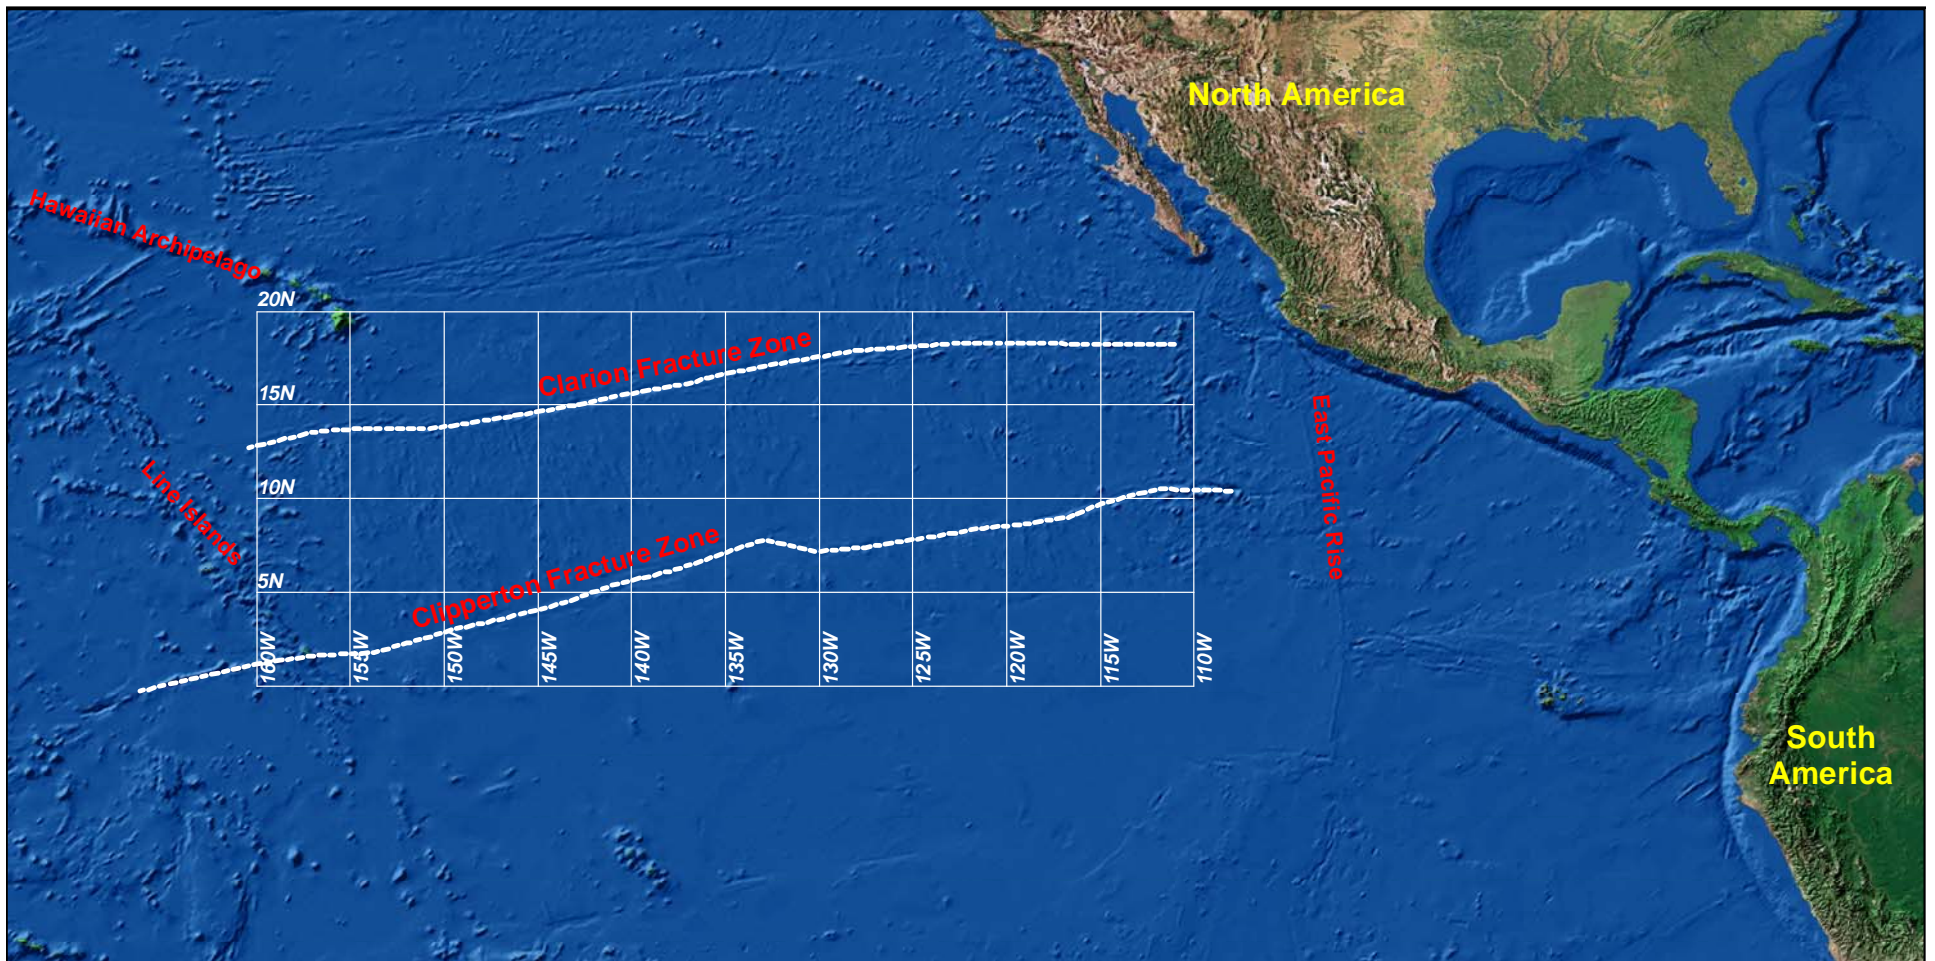 North America
Hawaiian Archipelago
20N
Clarion Fracture Zone
15N
East Pacific Rise
Line Islands
10N
Clipperton Fracture Zone
5N
160W
155W
150W
145W
140W
135W
130W
125W
120W
115W
110W
South
America